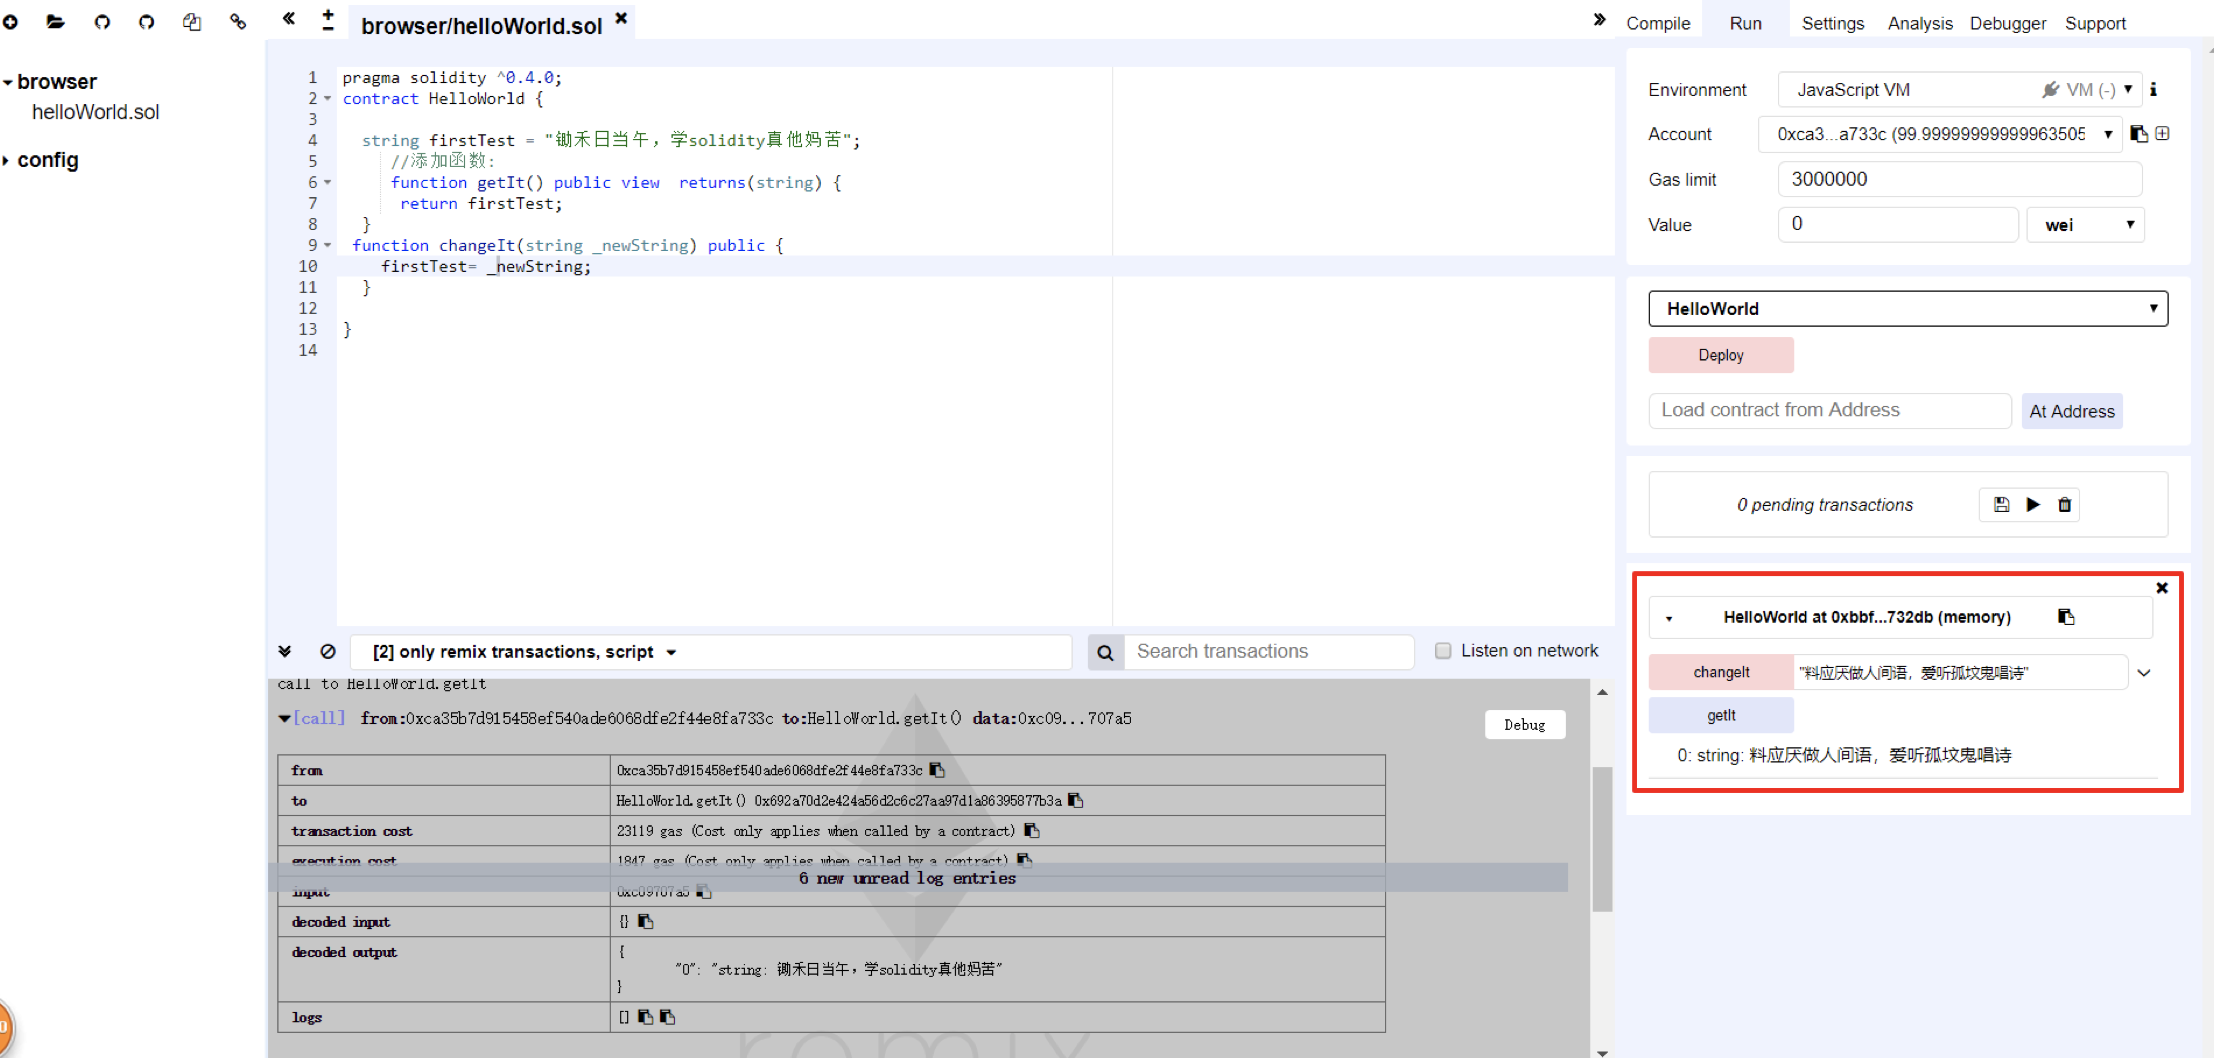 browser/helloWorld.sol
Compile Run Settings Analysis Debugger Support
browser
helloWorld.sol
config
1 pragma solidity ^0.4.0;
2 contract HelloWorld {
3
4 string firstTest = "锄禾日当午，学solidity真他妈苦";
5 //添加函数:
6 function getIt() public view  returns(string) {
7 return firstTest;
8 }
9 function changeIt(string _newString) public {
10 firstTest= _newString;
11 }
12
13 }
14
Environment JavaScript VM VM (-)
Account 0xca3...a733c (99.99999999999963505
Gas limit 3000000
Value 0 wei
HelloWorld
Deploy
Load contract from Address At Address
0 pending transactions
HelloWorld at 0xbbf...732db (memory)
changeIt "料应厌做人间语，爱听孤坟鬼唱诗"
getIt
0: string: 料应厌做人间语，爱听孤坟鬼唱诗
[2] only remix transactions, script Search transactions Listen on network
call to HelloWorld.getIt
[call] from:0xca35b7d915458ef540ade6068dfe2f44e8fa733c to:HelloWorld.getIt() data:0xc09...707a5 Debug
from 0xca35b7d915458ef540ade6068dfe2f44e8fa733c
to HelloWorld.getIt() 0x692a70d2e424a56d2c6c27aa97d1a86395877b3a
transaction cost 23119 gas (Cost only applies when called by a contract)
execution cost 1847 gas (Cost only applies when called by a contract)
6 new unread log entries
input 0xc09707a5
decoded input {}
decoded output {
"0": "string: 锄禾日当午，学solidity真他妈苦"
}
logs []
remix